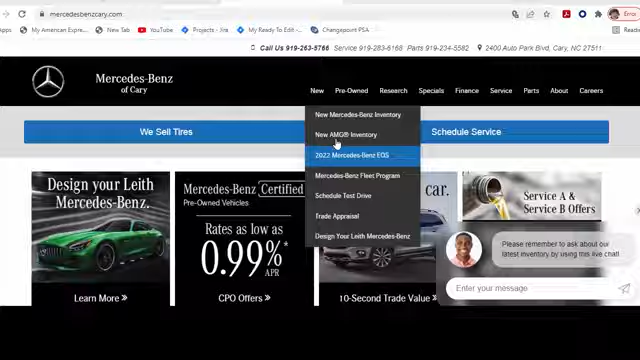 mercedesbenzcary.com
Error
Apps
My American Expre...
New Tab
YouTube
Projects - Xra
My Ready To Edit -...
Changepoint PSA
Readin
Call Us 919-263-5766 Service 919-283-6168 Parts 919-234-5582 2400 Auto Park Blvd, Cary, NC 27511
Mercedes-Benz
of Cary
New Pre-Owned Research Specials Finance Service Parts About Careers
New Mercedes-Benz Inventory
New AMG® Inventory
2022 Mercedes-Benz EQS
Mercedes-Benz Fleet Program
Schedule Test Drive
Trade Appraisal
Design Your Leith Mercedes-Benz
We Sell Tires
Schedule Service
Design your Leith
Mercedes-Benz.
Learn More »
Mercedes-Benz Certified
Pre-Owned Vehicles
Rates as low as
0.99%*
APR
CPO Offers »
car.
10-Second Trade Value »
Service A &
Service B Offers
Please remember to ask about our
latest inventory by using this live chat!
Enter your message